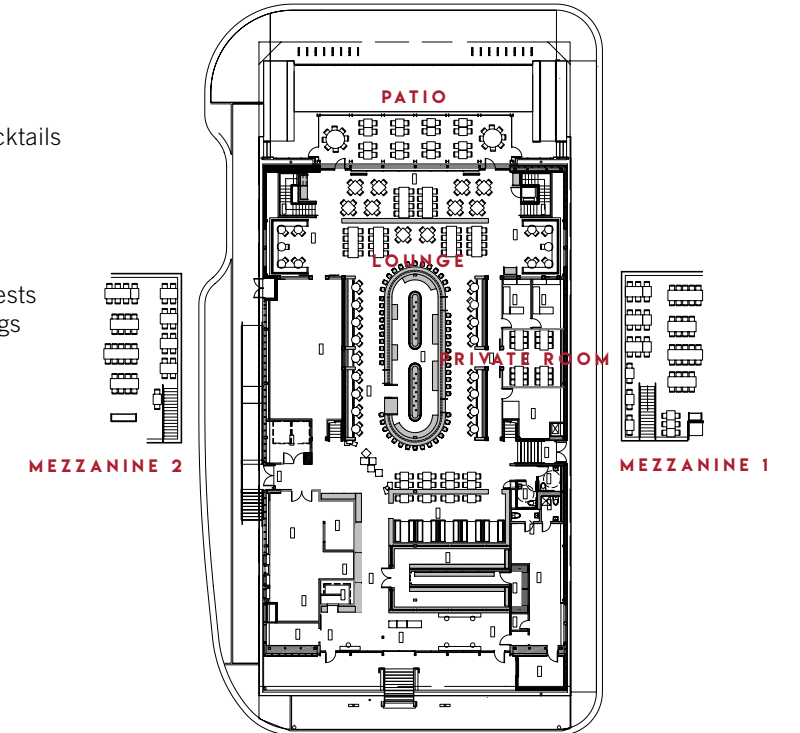 PATIO
cktails
LOUNGE
ests
gs
PRIVATE ROOM
MEZZANINE 2
MEZZANINE 1